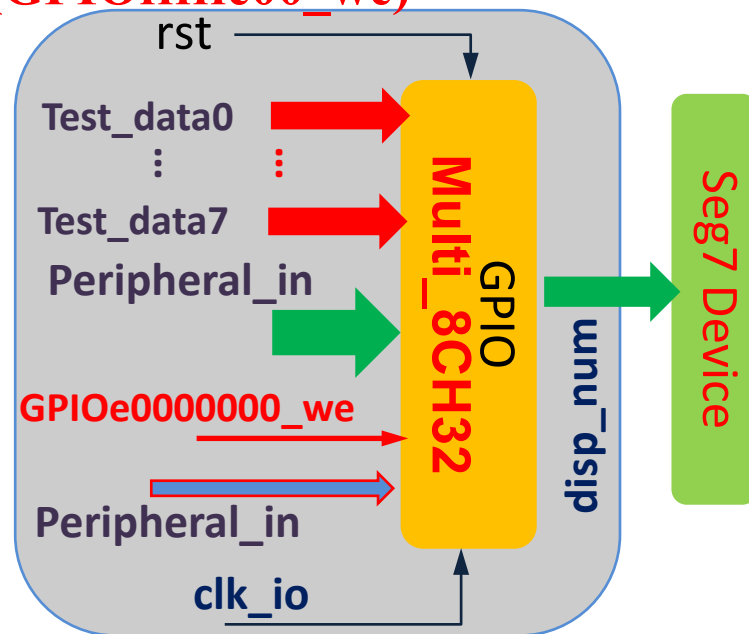 rst
Test_data0
⋮ ⋮
Test_data7
Peripheral_in
GPIOe0000000_we
Peripheral_in
clk_io
Multi_8CH32
GPIO
disp_num
Seg7 Device